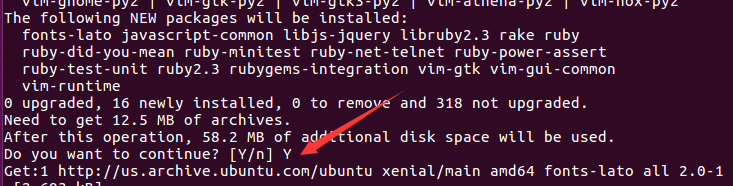 vim-gnome-py2 | vim-gtk-py2 | vim-gtk3-py2 | vim-athena-py2 | vim-nox-py2
The following NEW packages will be installed:
fonts-lato javascript-common libjs-jquery libruby2.3 rake ruby
ruby-did-you-mean ruby-minitest ruby-net-telnet ruby-power-assert
ruby-test-unit ruby2.3 rubygems-integration vim-gtk vim-gui-common
vim-runtime
0 upgraded, 16 newly installed, 0 to remove and 318 not upgraded.
Need to get 12.5 MB of archives.
After this operation, 58.2 MB of additional disk space will be used.
Do you want to continue? [Y/n] Y
Get:1 http://us.archive.ubuntu.com/ubuntu xenial/main amd64 fonts-lato all 2.0-1
[2,693 kB]